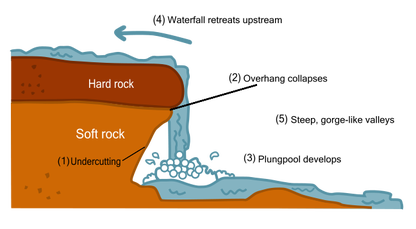 (4) Waterfall retreats upstream
Hard rock
(2) Overhang collapses
(5) Steep, gorge-like valleys
Soft rock
(3) Plungpool develops
(1) Undercutting